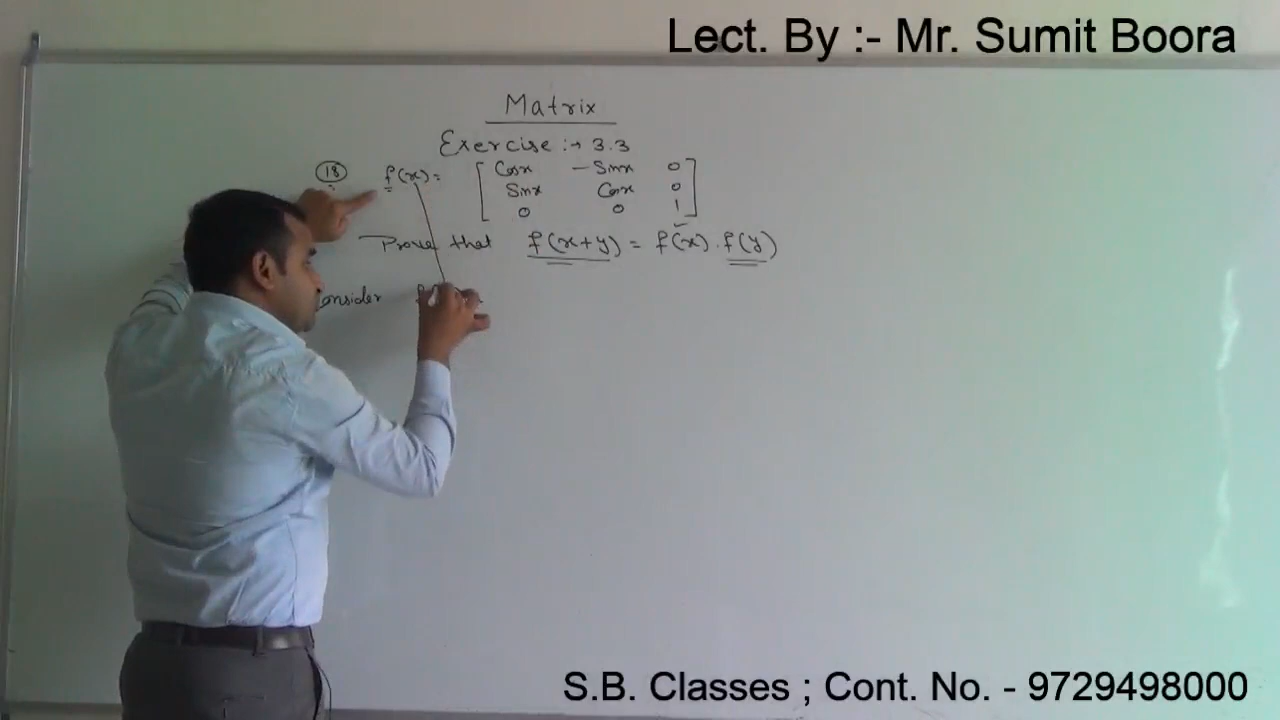 Lect. By :- Mr. Sumit Boora
Matrix
Exercise :→ 3.3
18 f(x) = [ Cosx -Sinx 0
Sinx Cosx 0
0 0 1 ]
Prove that f(x+y) = f(x) . f(y)
onsider
S.B. Classes ; Cont. No. - 9729498000